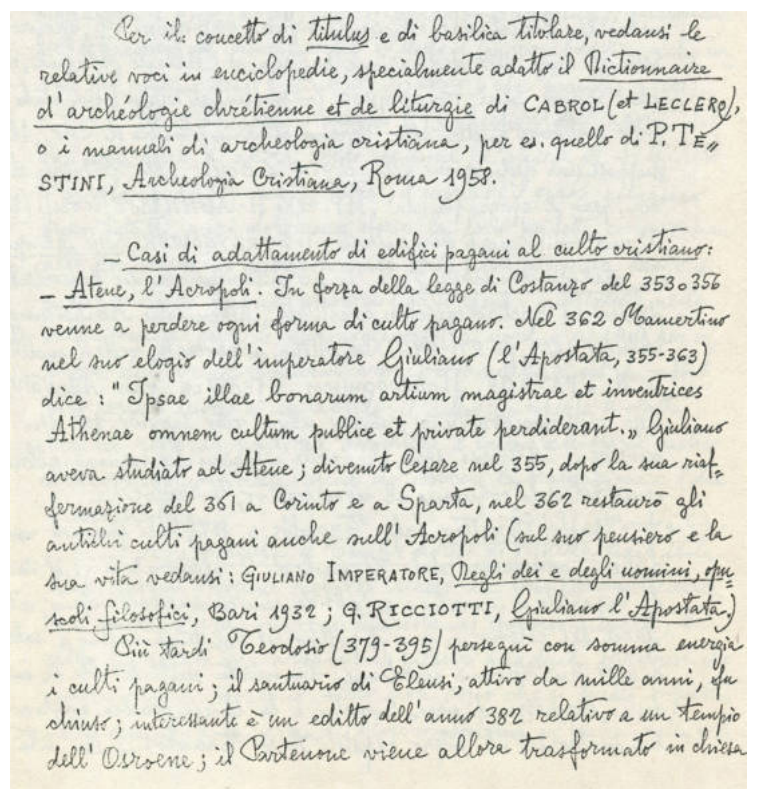 Per il: concetto di titulus e di basilica titolare, vedansi le
relative voci in enciclopedie, specialmente adatto il Dictionnaire
d'archéologie chrétienne et de liturgie di CABROL (et LECLERQ),
o i manuali di archeologia cristiana, per es. quello di P. TE„
STINI, Archeologia Cristiana, Roma 1958.
– Casi di adattamento di edifici pagani al culto cristiano:
– Atene, l'Acropoli. In forza della legge di Costanzo del 353 o 356
venne a perdere ogni forma di culto pagano. Nel 362 Mamertino
nel suo elogio dell'imperatore Giuliano (l'Apostata, 355-363)
dice : "Ipsae illae bonarum artium magistrae et inventrices
Athenae omnem cultum publice et private perdiderant.„ Giuliano
aveva studiato ad Atene ; divenuto Cesare nel 355, dopo la sua riaf„
fermazione del 361 a Corinto e a Sparta, nel 362 restaurò gli
antichi culti pagani anche sull' Acropoli (sul suo pensiero e la
sua vita vedansi : GIULIANO IMPERATORE, Degli dei e degli uomini, opu„
scoli filosofici, Bari 1932 ; G. RICCIOTTI, Giuliano l'Apostata.)
Più tardi Teodosio (379-395) perseguì con somma energia
i culti pagani ; il santuario di Eleusi, attivo da mille anni, fu
chiuso ; interessante è un editto dell'anno 382 relativo a un tempio
dell' Osroene ; il Partenone viene allora trasformato in chiesa